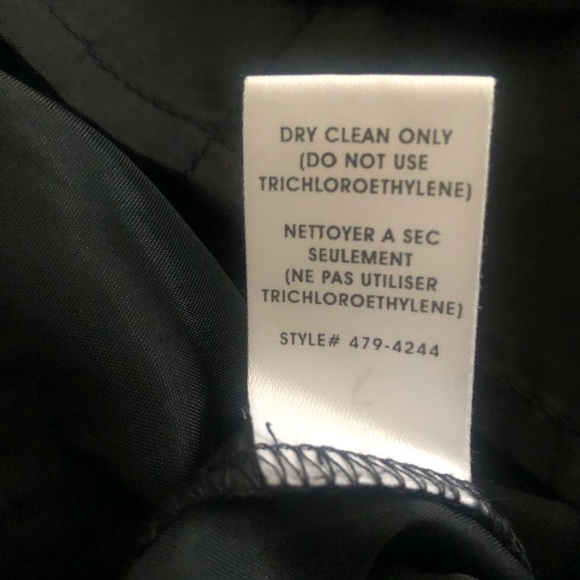 DRY CLEAN ONLY
(DO NOT USE
TRICHLOROETHYLENE)
NETTOYER A SEC
SEULEMENT
(NE PAS UTILISER
TRICHLOROETHYLENE)
STYLE# 479-4244